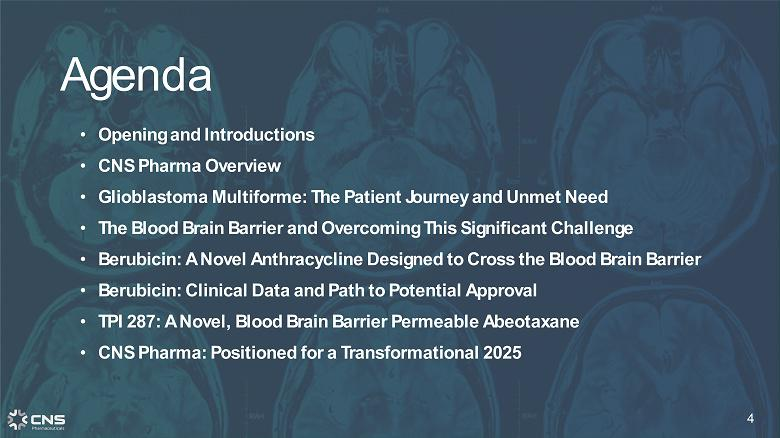 Agenda
• Opening and Introductions
• CNS Pharma Overview
• Glioblastoma Multiforme: The Patient Journey and Unmet Need
• The Blood Brain Barrier and Overcoming This Significant Challenge
• Berubicin: A Novel Anthracycline Designed to Cross the Blood Brain Barrier
• Berubicin: Clinical Data and Path to Potential Approval
• TPI 287: A Novel, Blood Brain Barrier Permeable Abeotaxane
• CNS Pharma: Positioned for a Transformational 2025
CNS
Pharmaceuticals
4